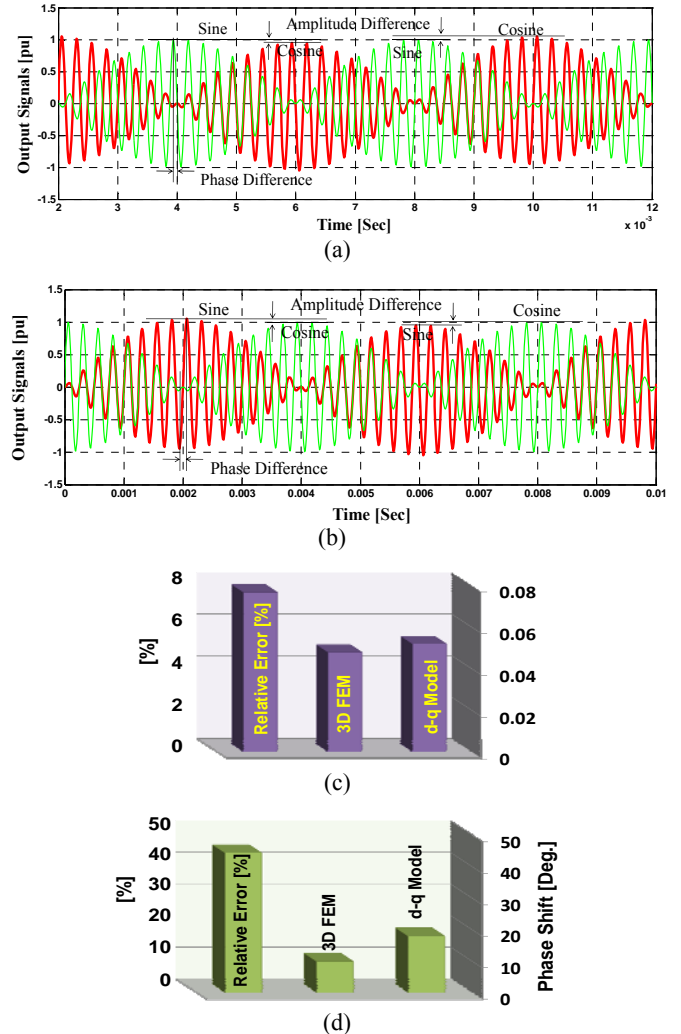 Sine
Amplitude Difference
Cosine
Cosine
Sine
Output Signals [pu]
1.5
1
0.5
0
-0.5
-1
-1.5
Phase Difference
2 3 4 5 6 7 8 9 10 11 12
Time [Sec]
x 10⁻³
(a)
Sine
Amplitude Difference
Cosine
Cosine
Sine
Output Signals [pu]
1.5
1
0.5
0
-0.5
-1
-1.5
Phase Difference
0 0.001 0.002 0.003 0.004 0.005 0.006 0.007 0.008 0.009 0.01
Time [Sec]
(b)
[%]
8
6
4
2
0
Relative Error [%]
3D FEM
d-q Model
0.08
0.06
0.04
0.02
0
(c)
[%]
50
40
30
20
10
0
Relative Error [%]
3D FEM
d-q Model
50
40
30
20
10
0
Phase Shift [Deg.]
(d)